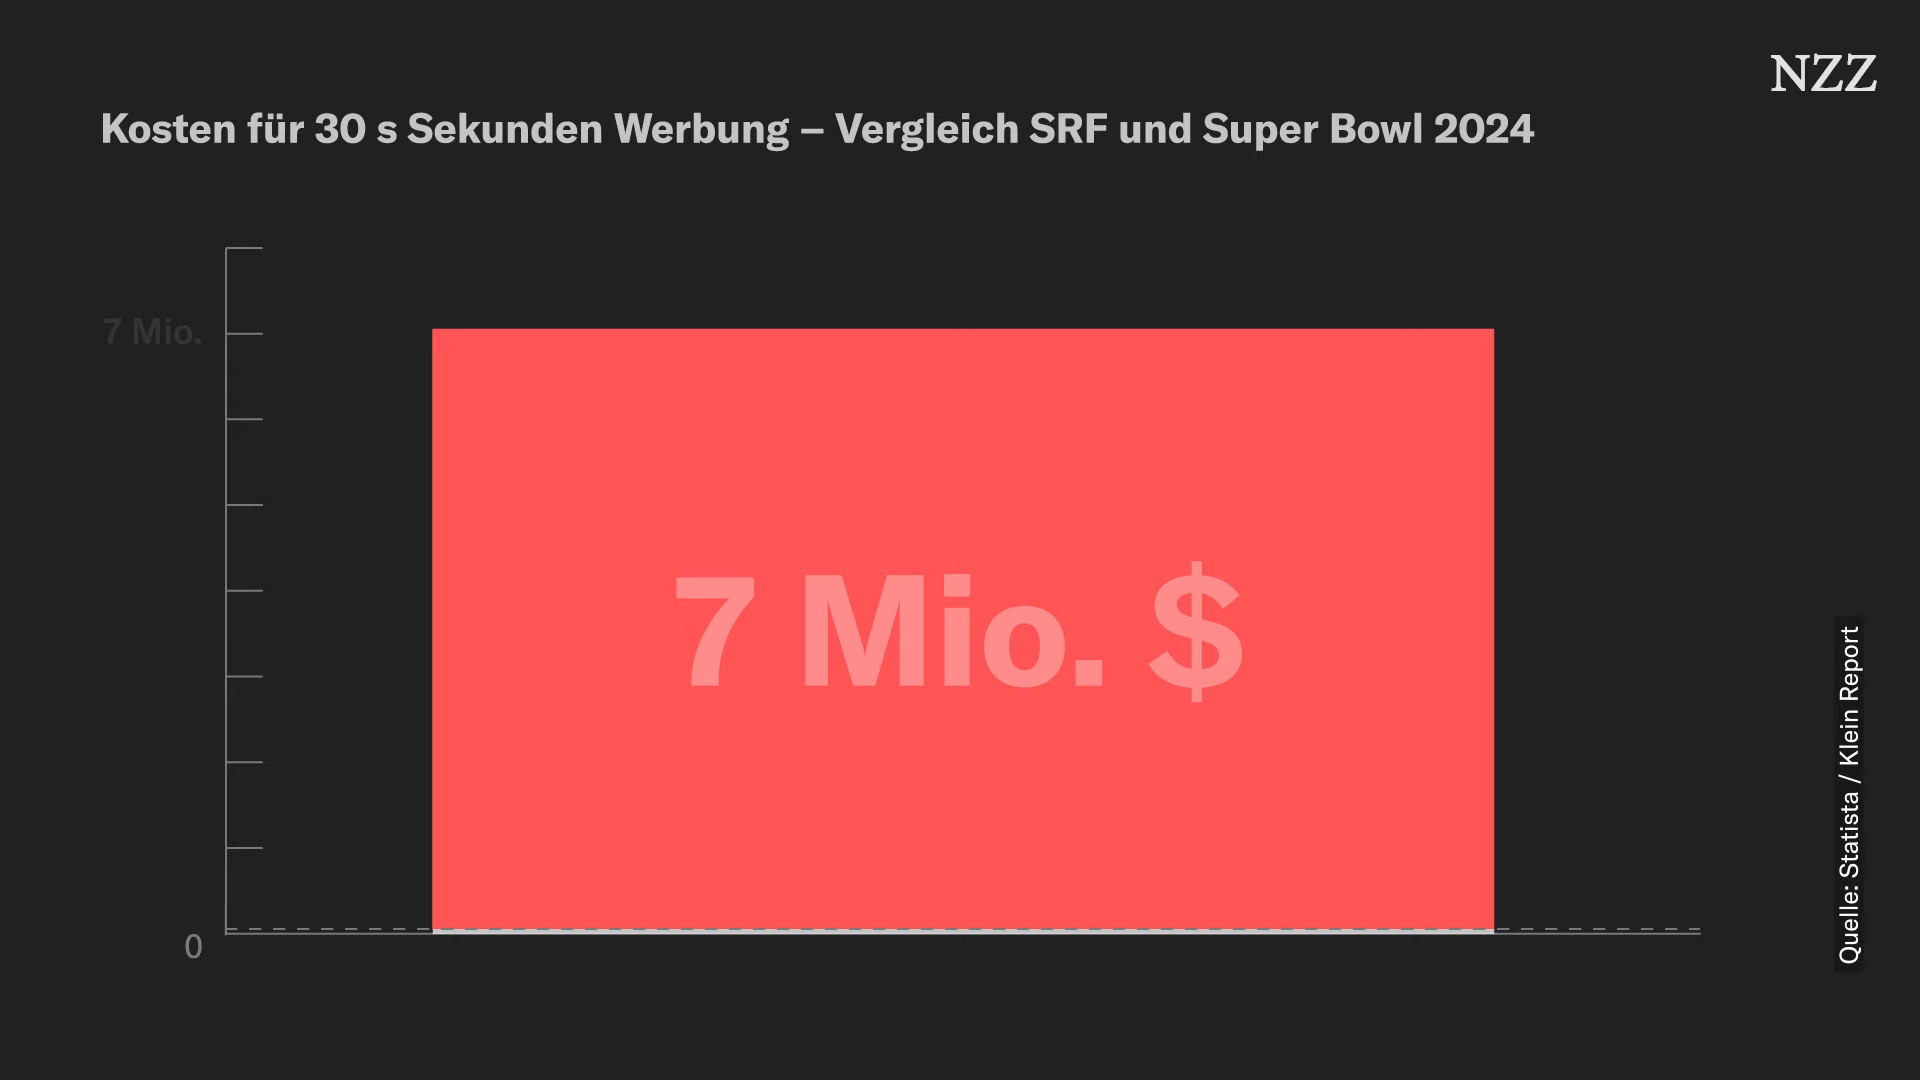 NZZ
Kosten für 30 s Sekunden Werbung – Vergleich SRF und Super Bowl 2024
7 Mio.
7 Mio. $
0
Quelle: Statista / Klein Report